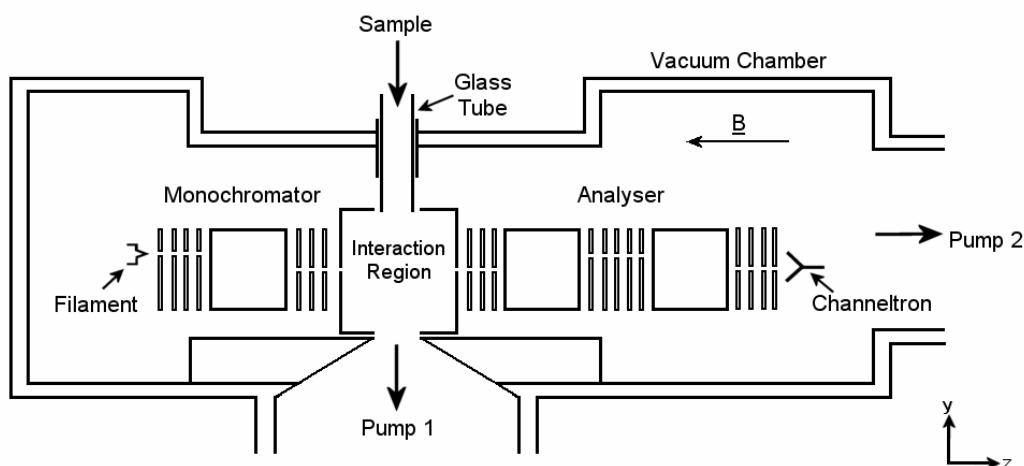 Sample
Glass
Tube
Vacuum Chamber
B
Monochromator
Analyser
Interaction
Region
Pump 2
Filament
Channeltron
Pump 1
y
z